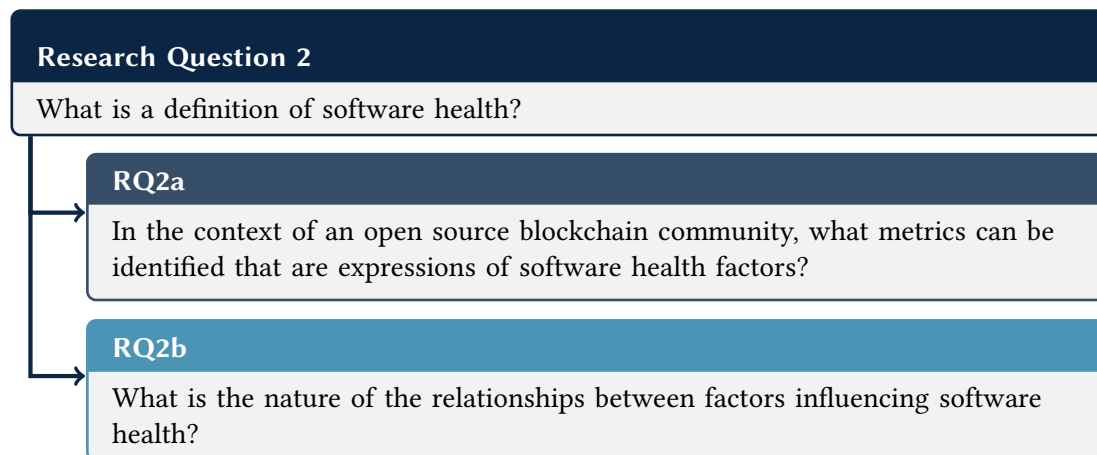 Research Question 2
What is a definition of software health?
RQ2a
In the context of an open source blockchain community, what metrics can be
identified that are expressions of software health factors?
RQ2b
What is the nature of the relationships between factors influencing software
health?